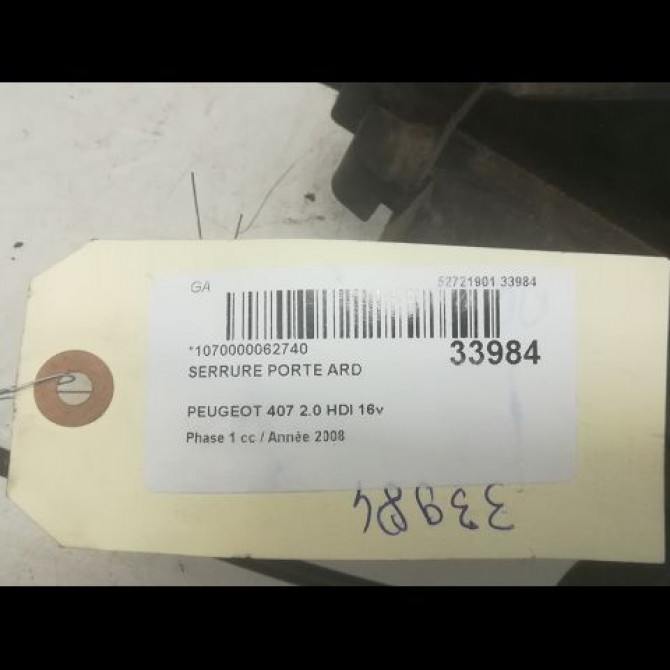 GA 52721901 33984
*1070000062740 33984
SERRURE PORTE ARD
PEUGEOT 407 2.0 HDI 16v
Phase 1 cc / Année 2008
33984